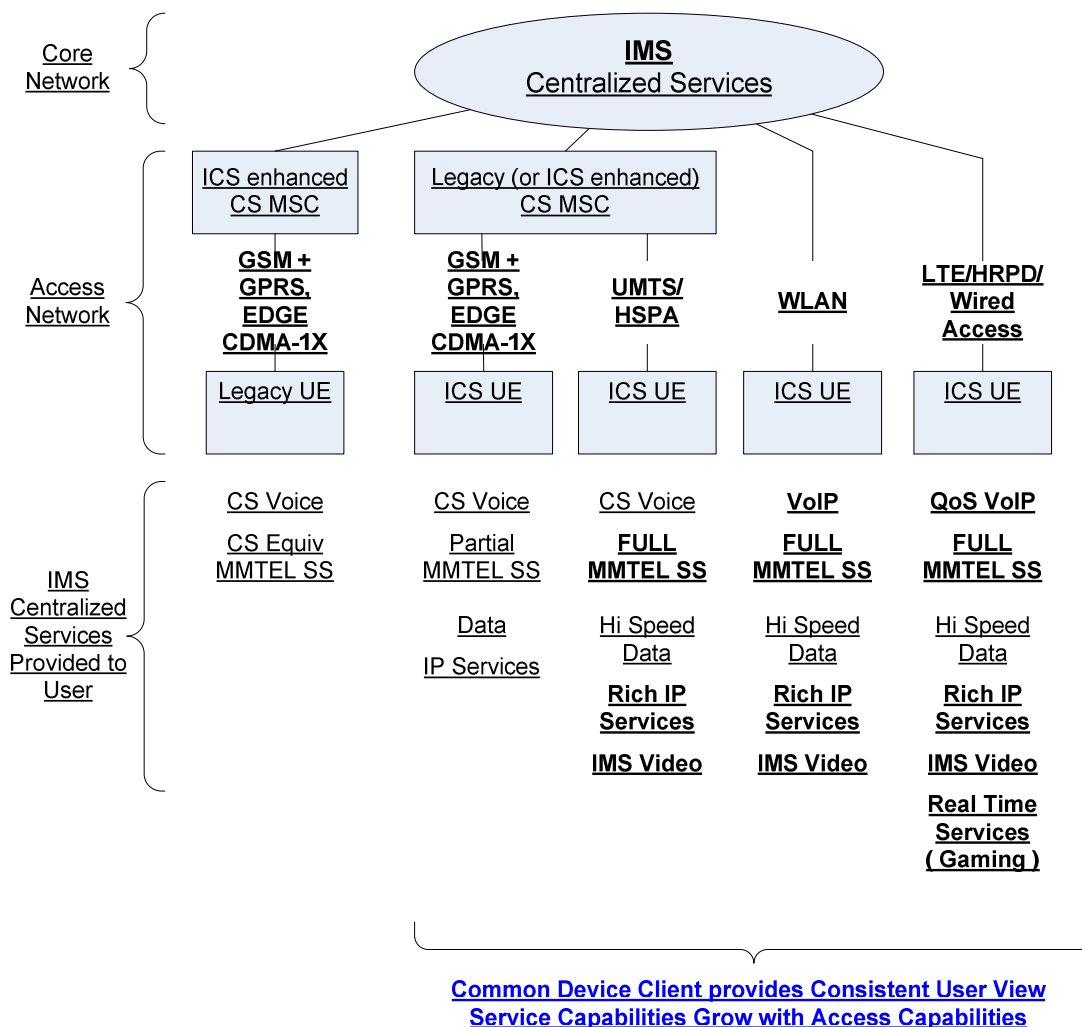 Core
Network
IMS
Centralized Services
Access
Network
ICS enhanced
CS MSC
Legacy (or ICS enhanced)
CS MSC
GSM +
GPRS,
EDGE
CDMA-1X
GSM +
GPRS,
EDGE
CDMA-1X
UMTS/
HSPA
WLAN
LTE/HRPD/
Wired
Access
Legacy UE
ICS UE
ICS UE
ICS UE
ICS UE
IMS
Centralized
Services
Provided to
User
CS Voice
CS Equiv
MMTEL SS
CS Voice
Partial
MMTEL SS
Data
IP Services
CS Voice
FULL
MMTEL SS
Hi Speed
Data
Rich IP
Services
IMS Video
VoIP
FULL
MMTEL SS
Hi Speed
Data
Rich IP
Services
IMS Video
QoS VoIP
FULL
MMTEL SS
Hi Speed
Data
Rich IP
Services
IMS Video
Real Time
Services
( Gaming )
Common Device Client provides Consistent User View
Service Capabilities Grow with Access Capabilities